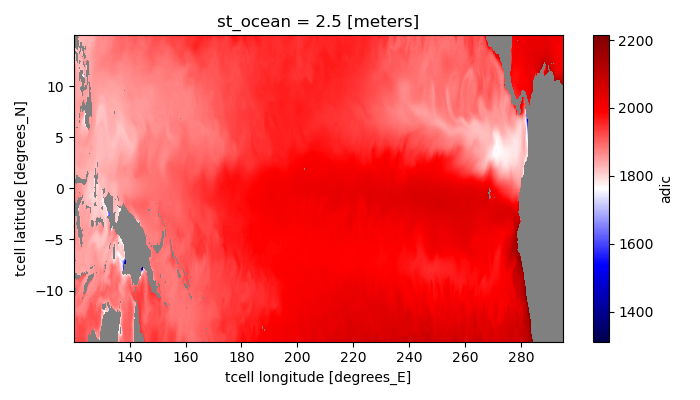 st_ocean = 2.5 [meters]
tcell latitude [degrees_N]
10
5
0
−5
−10
140 160 180 200 220 240 260 280
tcell longitude [degrees_E]
2200
2000
1800
1600
1400
adic